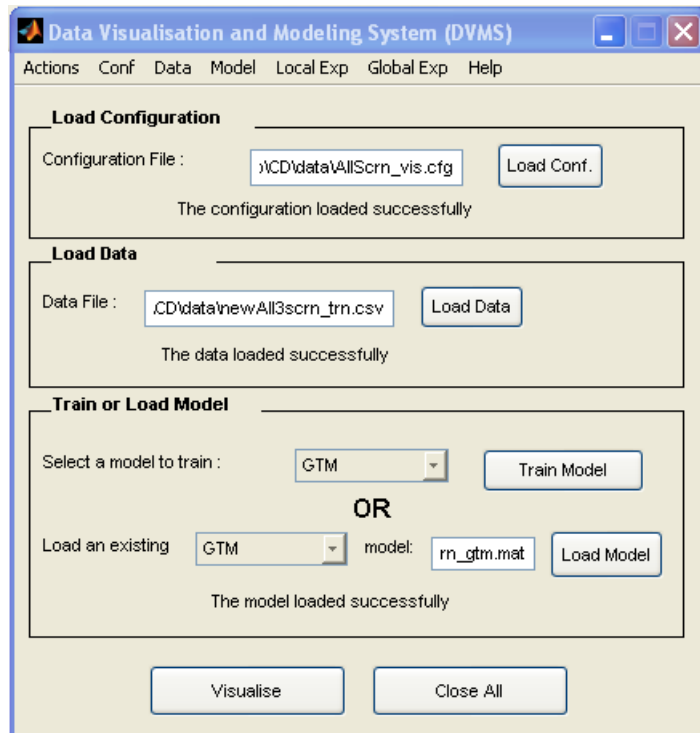 Data Visualisation and Modeling System (DVMS)
Actions Conf Data Model Local Exp Global Exp Help
Load Configuration
Configuration File : o\CD\data\AllScrn_vis.cfg Load Conf.
The configuration loaded successfully
Load Data
Data File : .CD\data\newAll3scrn_trn.csv Load Data
The data loaded successfully
Train or Load Model
Select a model to train : GTM Train Model
OR
Load an existing GTM model: rn_gtm.mat Load Model
The model loaded successfully
Visualise Close All